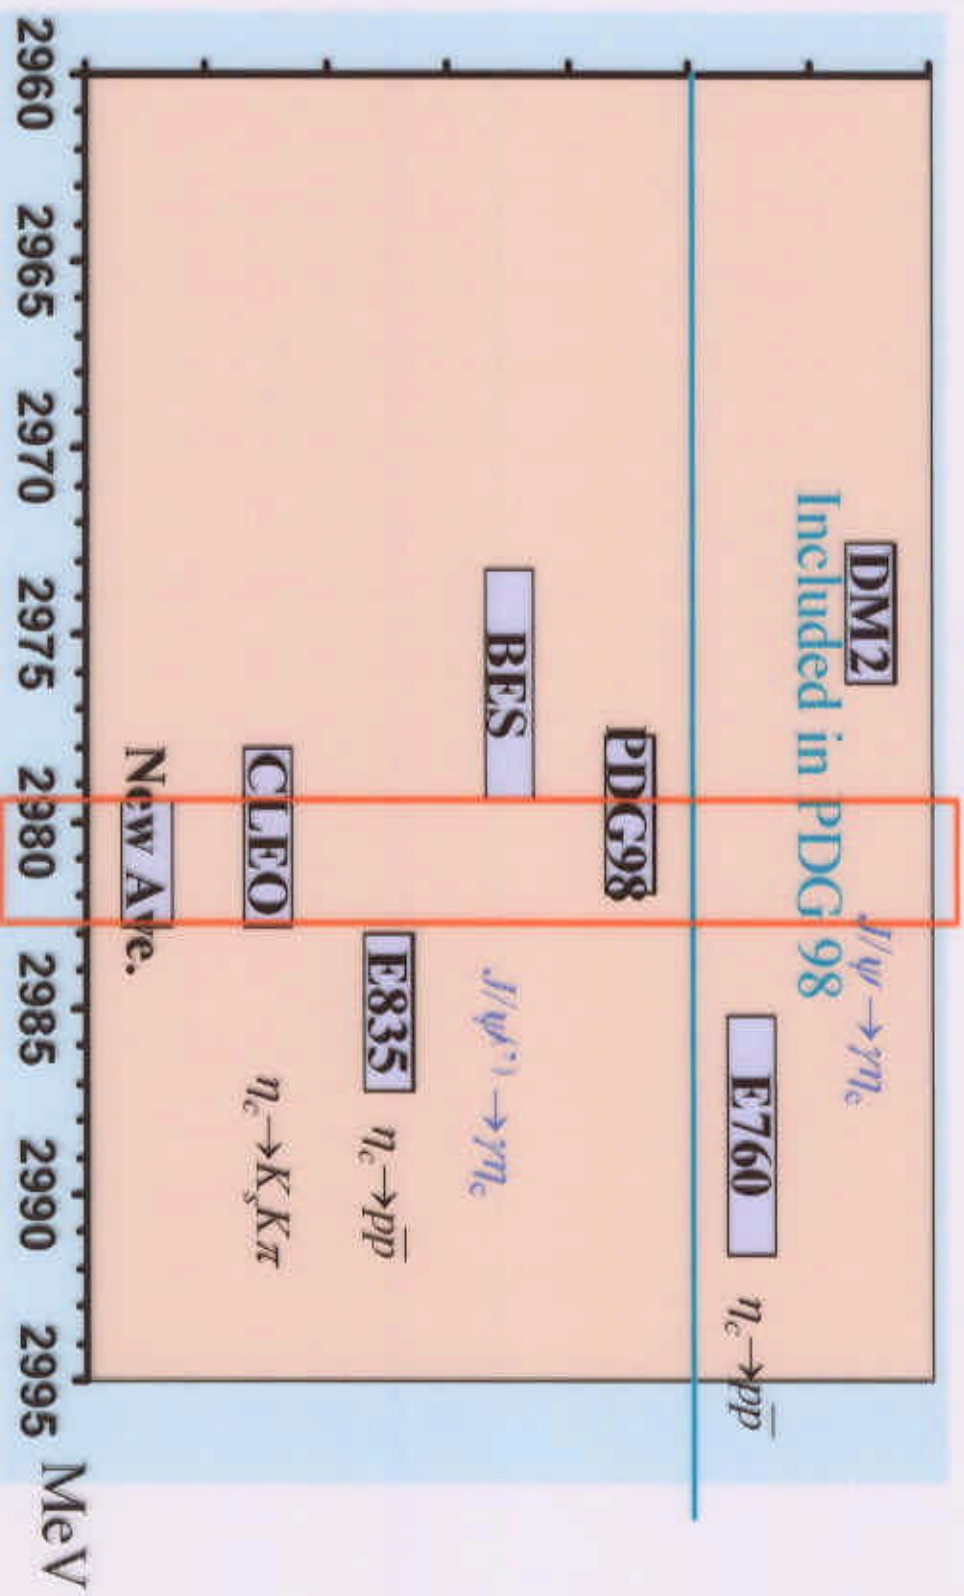 DM2
J/ψ → γη_c
Included in PDG 98
E760
η_c → pp̅
PDG98
BES
J/ψ(') → γη_c
E835
η_c → pp̅
CLEO
η_c → K_s K π
New Ave.
2960 2965 2970 2975 2980 2985 2990 2995 MeV